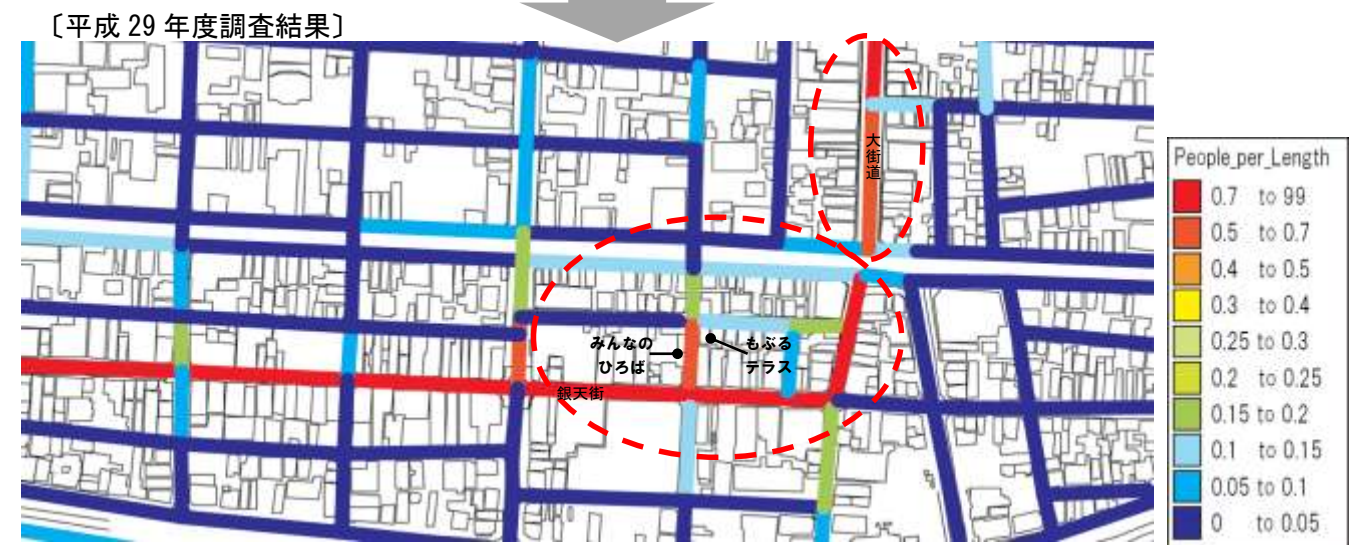 〔平成 29 年度調査結果〕
大街道
みんなの
ひろば
もぶる
テラス
銀天街
People_per_Length
0.7 to 99
0.5 to 0.7
0.4 to 0.5
0.3 to 0.4
0.25 to 0.3
0.2 to 0.25
0.15 to 0.2
0.1 to 0.15
0.05 to 0.1
0 to 0.05